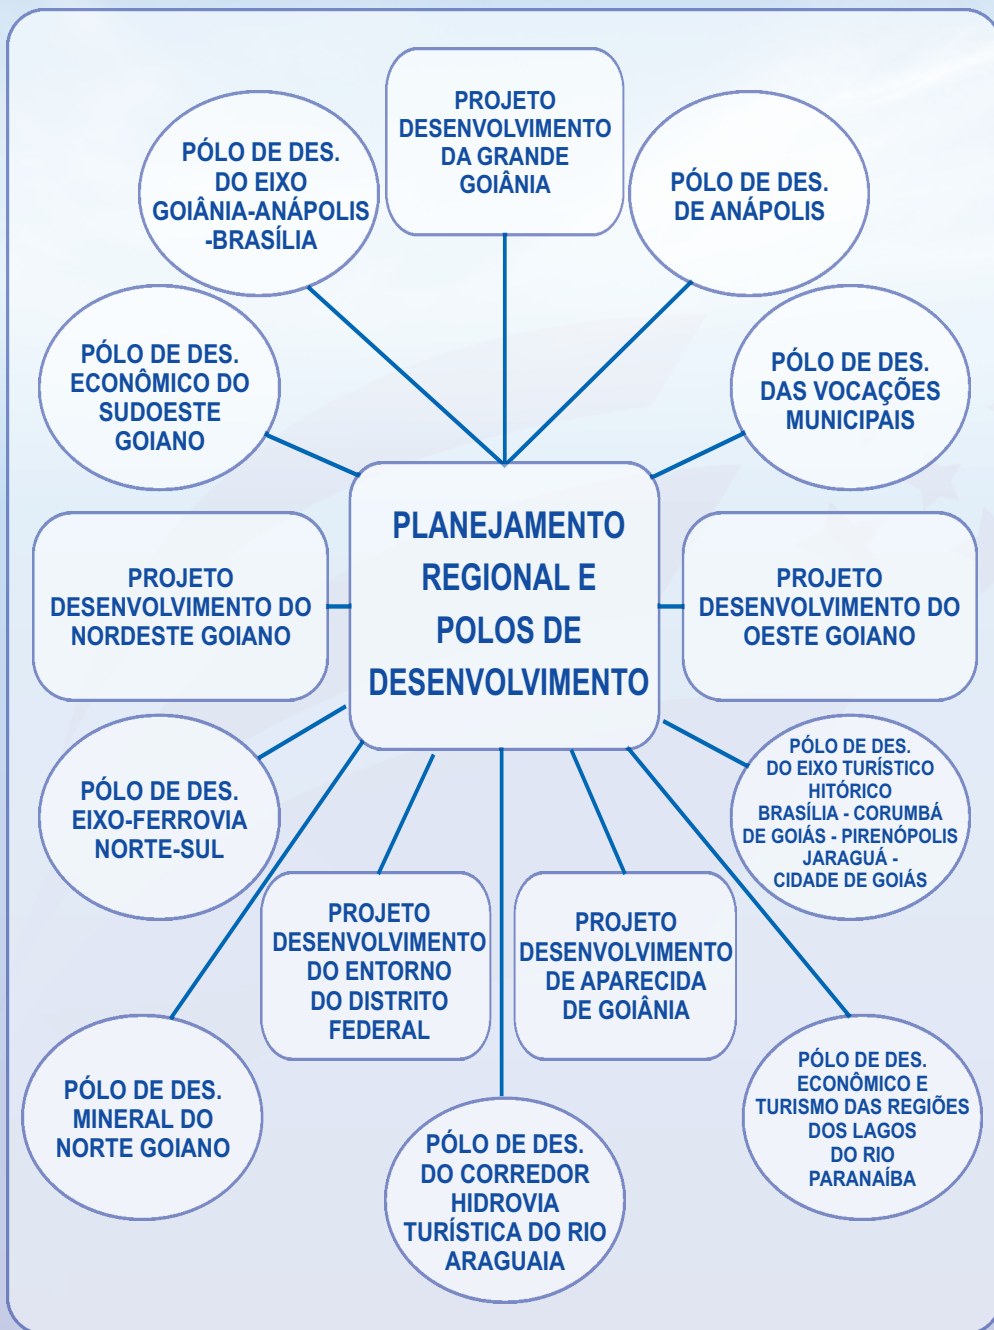 PROJETO
DESENVOLVIMENTO
DA GRANDE
GOIÂNIA
PÓLO DE DES.
DO EIXO
GOIÂNIA-ANÁPOLIS
-BRASÍLIA
PÓLO DE DES.
DE ANÁPOLIS
PÓLO DE DES.
ECONÔMICO DO
SUDOESTE
GOIANO
PÓLO DE DES.
DAS VOCAÇÕES
MUNICIPAIS
PLANEJAMENTO
REGIONAL E
POLOS DE
DESENVOLVIMENTO
PROJETO
DESENVOLVIMENTO DO
NORDESTE GOIANO
PROJETO
DESENVOLVIMENTO DO
OESTE GOIANO
PÓLO DE DES.
EIXO-FERROVIA
NORTE-SUL
PÓLO DE DES.
DO EIXO TURÍSTICO
HITÓRICO
BRASÍLIA - CORUMBÁ
DE GOIÁS - PIRENÓPOLIS
JARAGUÁ -
CIDADE DE GOIÁS
PROJETO
DESENVOLVIMENTO
DO ENTORNO
DO DISTRITO
FEDERAL
PROJETO
DESENVOLVIMENTO
DE APARECIDA
DE GOIÂNIA
PÓLO DE DES.
MINERAL DO
NORTE GOIANO
PÓLO DE DES.
DO CORREDOR
HIDROVIA
TURÍSTICA DO RIO
ARAGUAIA
PÓLO DE DES.
ECONÔMICO E
TURISMO DAS REGIÕES
DOS LAGOS
DO RIO
PARANAÍBA